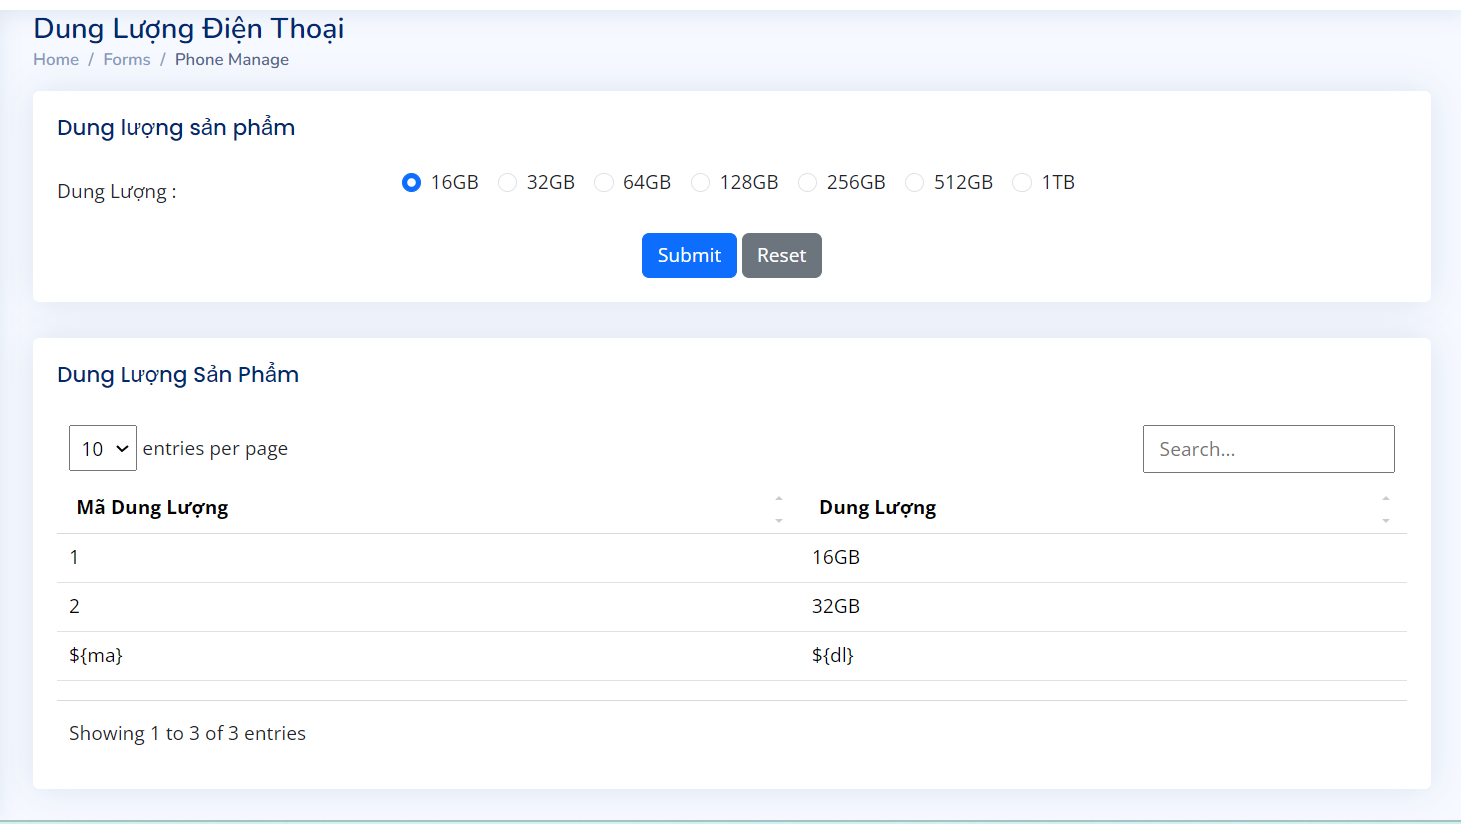 Dung Lượng Điện Thoại
Home / Forms / Phone Manage
Dung lượng sản phẩm
Dung Lượng : 16GB 32GB 64GB 128GB 256GB 512GB 1TB
Submit Reset
Dung Lượng Sản Phẩm
10 entries per page Search...
Mã Dung Lượng Dung Lượng
1 16GB
2 32GB
${ma} ${dl}
Showing 1 to 3 of 3 entries